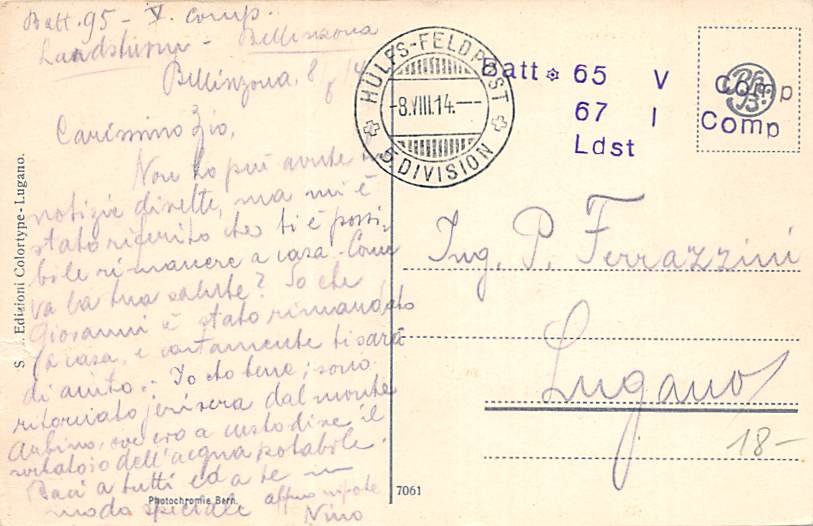 Batt. 95 - V. Comp.
Landsturm - Bellinzona
Bellinzona, 8/8/14
Carissimo Zio,
Non ho più avute
notizie dirette, ma mi è
stato riferito che ti è possi-
bile rimanere a casa. Come
va la tua salute? So che
Giovanni è stato rimandato
a casa, e certamente ti sarà
di aiuto. Io sto bene; sono
ritornato jeri sera dal monte
Arbino, ove ero a custodire il
serbatoio dell'acqua potabile.
Baci a tutti ed a te in
modo speciale affmo nipote
Nino
S. . Edizioni Colortype - Lugano.
Photochromie Bern.
7061
HÜLFS-FELDPOST
-8.VIII.14.—
5. DIVISION
Batt 65 V Comp
67 I Comp
Ldst
Ing. P. Ferrazzini
Lugano
18-